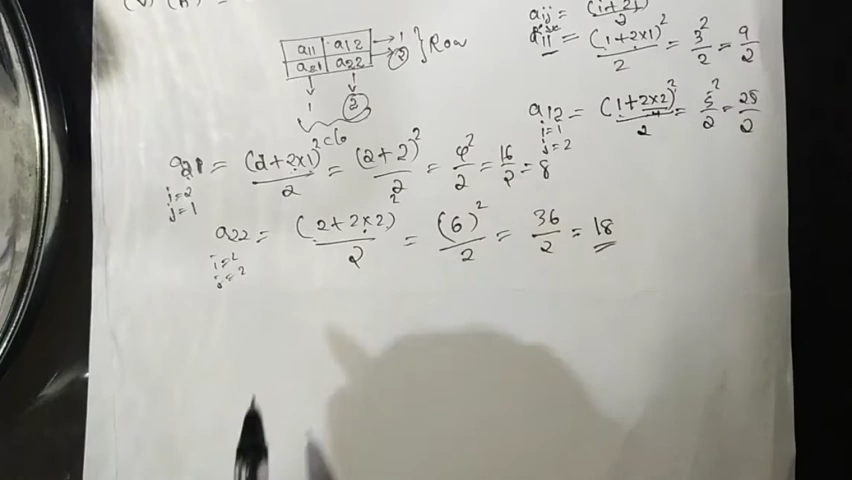 (v) (A) =
aij = (i+2j)² / 2
a11 = (1+2×1)² / 2 = 3² / 2 = 9/2
a11 a12 → 1
a21 a22 → 2 } Row
1 2
a12 = (1+2×2)² / 2 = 5² / 2 = 25/2
i=1
j=2
a21 = (2+2×1)² / 2 = (2+2)² / 2 = 4² / 2 = 16/2 = 8
i=2
j=1
a22 = (2+2×2)² / 2 = (6)² / 2 = 36/2 = 18
i=2
j=2